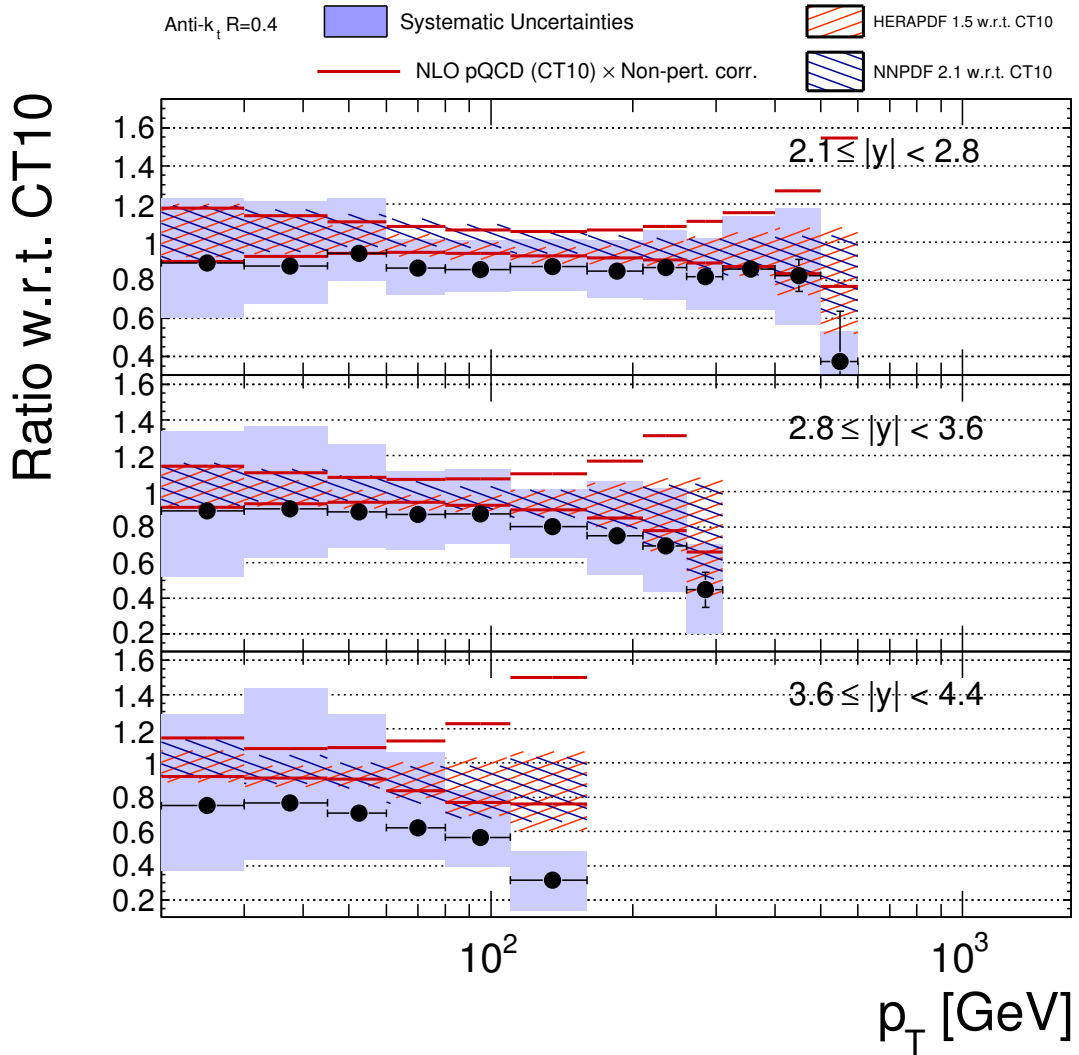 Anti-k_t R=0.4
Systematic Uncertainties
HERAPDF 1.5 w.r.t. CT10
NLO pQCD (CT10) × Non-pert. corr.
NNPDF 2.1 w.r.t. CT10
Ratio w.r.t. CT10
2.1 ≤ |y| < 2.8
1.6
1.4
1.2
1
0.8
0.6
0.4
2.8 ≤ |y| < 3.6
1.6
1.4
1.2
1
0.8
0.6
0.4
0.2
3.6 ≤ |y| < 4.4
1.6
1.4
1.2
1
0.8
0.6
0.4
0.2
10² 10³
p_T [GeV]